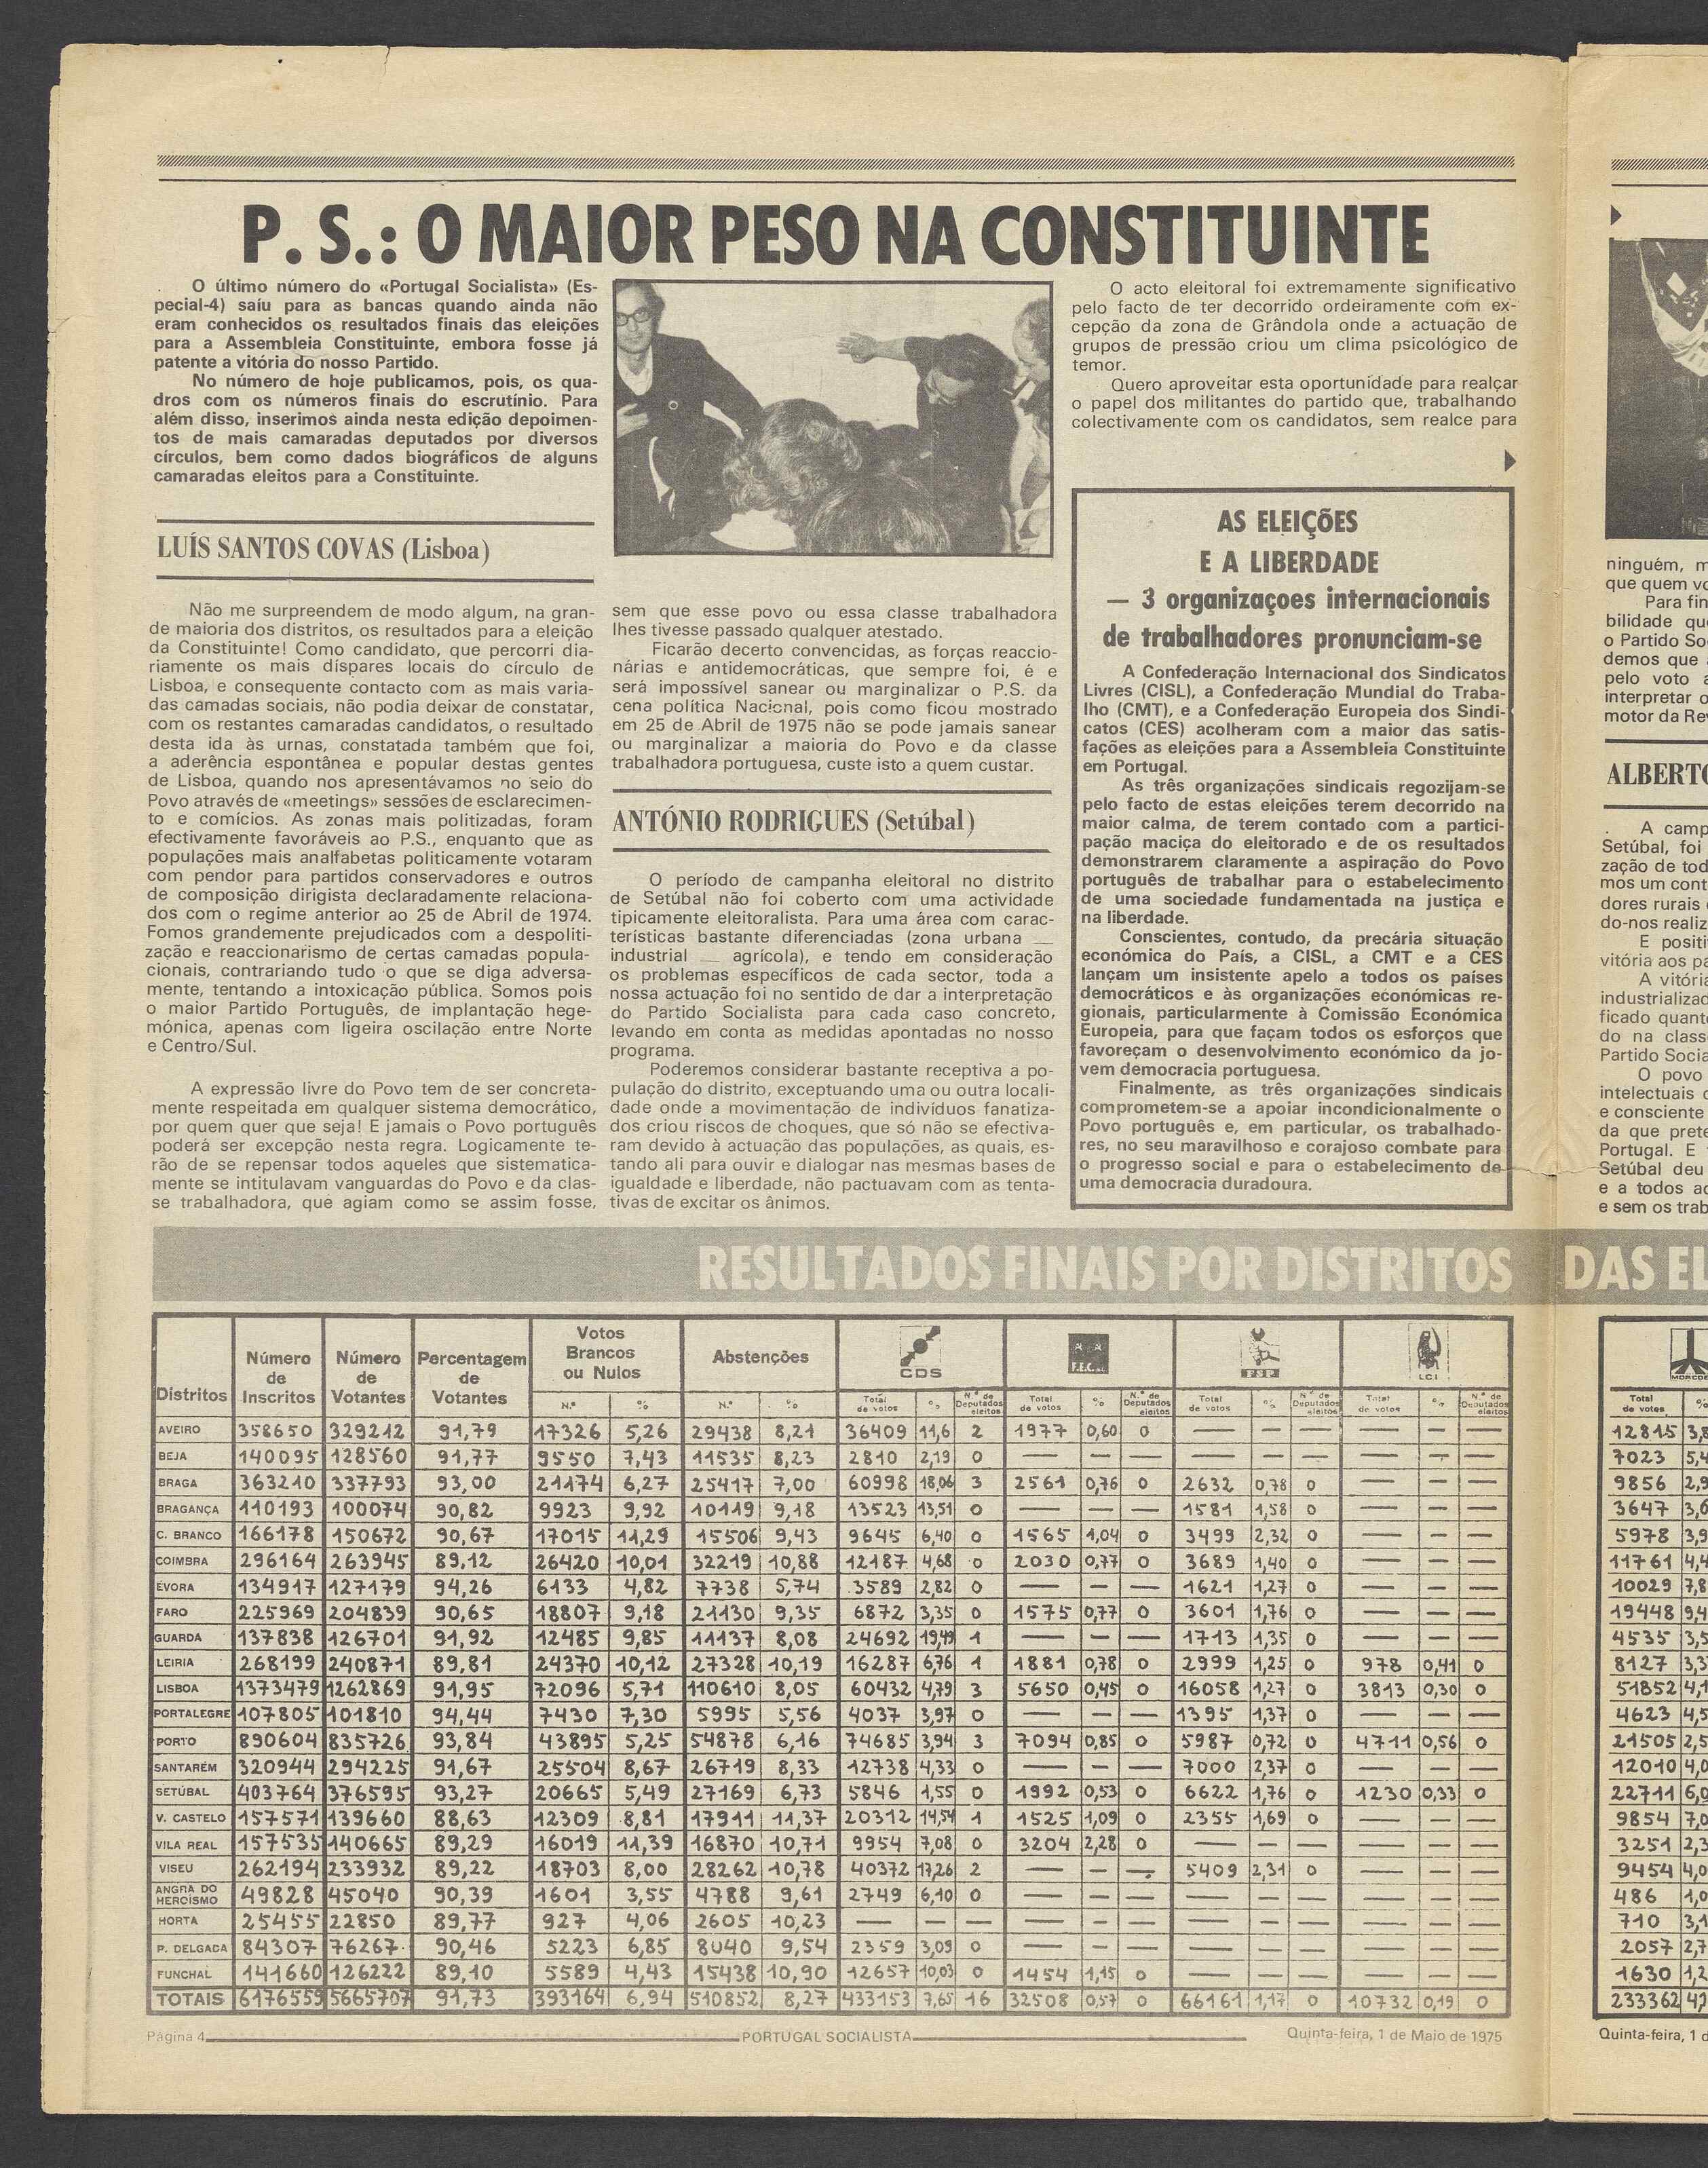 P. S.: O MAIOR PESO NA CONSTITUINTE
O último número do «Portugal Socialista» (Es-
pecial-4) saíu para as bancas quando ainda não
eram conhecidos os resultados finais das eleições
para a Assembleia Constituinte, embora fosse já
patente a vitória do nosso Partido.
No número de hoje publicamos, pois, os qua-
dros com os números finais do escrutínio. Para
além disso, inserimos ainda nesta edição depoimen-
tos de mais camaradas deputados por diversos
círculos, bem como dados biográficos de alguns
camaradas eleitos para a Constituinte.
LUÍS SANTOS COVAS (Lisboa)
Não me surpreendem de modo algum, na gran-
de maioria dos distritos, os resultados para a eleição
da Constituinte! Como candidato, que percorri dia-
riamente os mais díspares locais do círculo de
Lisboa, e consequente contacto com as mais varia-
das camadas sociais, não podia deixar de constatar,
com os restantes camaradas candidatos, o resultado
desta ida às urnas, constatada também que foi,
a aderência espontânea e popular destas gentes
de Lisboa, quando nos apresentávamos no seio do
Povo através de «meetings» sessões de esclarecimen-
to e comícios. As zonas mais politizadas, foram
efectivamente favoráveis ao P.S., enquanto que as
populações mais analfabetas politicamente votaram
com pendor para partidos conservadores e outros
de composição dirigista declaradamente relaciona-
dos com o regime anterior ao 25 de Abril de 1974.
Fomos grandemente prejudicados com a despoliti-
zação e reaccionarismo de certas camadas popula-
cionais, contrariando tudo o que se diga adversa-
mente, tentando a intoxicação pública. Somos pois
o maior Partido Português, de implantação hege-
mónica, apenas com ligeira oscilação entre Norte
e Centro/Sul.
A expressão livre do Povo tem de ser concreta-
mente respeitada em qualquer sistema democrático,
por quem quer que seja! E jamais o Povo português
poderá ser excepção nesta regra. Logicamente te-
rão de se repensar todos aqueles que sistematica-
mente se intitulavam vanguardas do Povo e da clas-
se trabalhadora, que agiam como se assim fosse,
sem que esse povo ou essa classe trabalhadora
lhes tivesse passado qualquer atestado.
Ficarão decerto convencidas, as forças reaccio-
nárias e antidemocráticas, que sempre foi, é e
será impossível sanear ou marginalizar o P.S. da
cena política Nacional, pois como ficou mostrado
em 25 de Abril de 1975 não se pode jamais sanear
ou marginalizar a maioria do Povo e da classe
trabalhadora portuguesa, custe isto a quem custar.
ANTÓNIO RODRIGUES (Setúbal)
O período de campanha eleitoral no distrito
de Setúbal não foi coberto com uma actividade
tipicamente eleitoralista. Para uma área com carac-
terísticas bastante diferenciadas (zona urbana —
industrial — agrícola), e tendo em consideração
os problemas específicos de cada sector, toda a
nossa actuação foi no sentido de dar a interpretação
do Partido Socialista para cada caso concreto,
levando em conta as medidas apontadas no nosso
programa.
Poderemos considerar bastante receptiva a po-
pulação do distrito, exceptuando uma ou outra locali-
dade onde a movimentação de indivíduos fanatiza-
dos criou riscos de choques, que só não se efectiva-
ram devido à actuação das populações, as quais, es-
tando ali para ouvir e dialogar nas mesmas bases de
igualdade e liberdade, não pactuavam com as tenta-
tivas de excitar os ânimos.
O acto eleitoral foi extremamente significativo
pelo facto de ter decorrido ordeiramente com ex-
cepção da zona de Grândola onde a actuação de
grupos de pressão criou um clima psicológico de
temor.
Quero aproveitar esta oportunidade para realçar
o papel dos militantes do partido que, trabalhando
colectivamente com os candidatos, sem realce para
AS ELEIÇÕES
E A LIBERDADE
— 3 organizaçoes internacionais
de trabalhadores pronunciam-se
A Confederação Internacional dos Sindicatos
Livres (CISL), a Confederação Mundial do Traba-
lho (CMT), e a Confederação Europeia dos Sindi-
catos (CES) acolheram com a maior das satis-
fações as eleições para a Assembleia Constituinte
em Portugal.
As três organizações sindicais regozijam-se
pelo facto de estas eleições terem decorrido na
maior calma, de terem contado com a partici-
pação maciça do eleitorado e de os resultados
demonstrarem claramente a aspiração do Povo
português de trabalhar para o estabelecimento
de uma sociedade fundamentada na justiça e
na liberdade.
Conscientes, contudo, da precária situação
económica do País, a CISL, a CMT e a CES
lançam um insistente apelo a todos os países
democráticos e às organizações económicas re-
gionais, particularmente à Comissão Económica
Europeia, para que façam todos os esforços que
favoreçam o desenvolvimento económico da jo-
vem democracia portuguesa.
Finalmente, as três organizações sindicais
comprometem-se a apoiar incondicionalmente o
Povo português e, em particular, os trabalhado-
res, no seu maravilhoso e corajoso combate para
o progresso social e para o estabelecimento de
uma democracia duradoura.
RESULTADOS FINAIS POR DISTRITOS
Distritos Número de Inscritos Número de Votantes Percentagem de Votantes Votos Brancos ou Nulos Abstenções CDS F.E.C. FSP LCI
N.º % N.º % Total de votos % N.º de Deputados eleitos Total de votos % N.º de Deputados eleitos Total de votos % N.º de Deputados eleitos Total de votos % N.º de Deputados eleitos
AVEIRO 358650 329212 91,79 17326 5,26 29438 8,21 36409 11,6 2 1977 0,60 0 — — — — — —
BEJA 140095 128560 91,77 9550 7,43 11535 8,23 2810 2,19 0 — — — — — — — — —
BRAGA 363210 337793 93,00 21174 6,27 25417 7,00 60998 18,06 3 2561 0,76 0 2632 0,78 0 — — —
BRAGANÇA 110193 100074 90,82 9923 9,92 10119 9,18 13523 13,51 0 — — — 1581 1,58 0 — — —
C. BRANCO 166178 150672 90,67 17015 11,29 15506 9,43 9645 6,40 0 1565 1,04 0 3499 2,32 0 — — —
COIMBRA 296164 263945 89,12 26420 10,01 32219 10,88 12187 4,68 0 2030 0,77 0 3689 1,40 0 — — —
ÉVORA 134917 127179 94,26 6133 4,82 7738 5,74 3589 2,82 0 — — — 1621 1,27 0 — — —
FARO 225969 204839 90,65 18807 9,18 21130 9,35 6872 3,35 0 1575 0,77 0 3601 1,76 0 — — —
GUARDA 137838 126701 91,92 12485 9,85 11137 8,08 24692 19,49 1 — — — 1713 1,35 0 — — —
LEIRIA 268199 240871 89,81 24370 10,12 27328 10,19 16287 6,76 1 1881 0,78 0 2999 1,25 0 978 0,41 0
LISBOA 1373479 1262869 91,95 72096 5,71 110610 8,05 60432 4,79 3 5650 0,45 0 16058 1,27 0 3813 0,30 0
PORTALEGRE 107805 101810 94,44 7430 7,30 5995 5,56 4037 3,97 0 — — — 1395 1,37 0 — — —
PORTO 890604 835726 93,84 43895 5,25 54878 6,16 74685 3,94 3 7094 0,85 0 5987 0,72 0 4711 0,56 0
SANTARÉM 320944 294225 91,67 25504 8,67 26719 8,33 12738 4,33 0 — — — 7000 2,37 0 — — —
SETÚBAL 403764 376595 93,27 20665 5,49 27169 6,73 5846 1,55 0 1992 0,53 0 6622 1,76 0 1230 0,33 0
V. CASTELO 157571 139660 88,63 12309 8,81 17911 11,37 20312 14,54 1 1525 1,09 0 2355 1,69 0 — — —
VILA REAL 157535 140665 89,29 16019 11,39 16870 10,71 9954 7,08 0 3204 2,28 0 — — — — — —
VISEU 262194 233932 89,22 18703 8,00 28262 10,78 40372 17,26 2 — — — 5409 2,31 0 — — —
ANGRA DO HEROÍSMO 49828 45040 90,39 1601 3,55 4788 9,61 2749 6,10 0 — — — — — — — — —
HORTA 25455 22850 89,77 927 4,06 2605 10,23 — — — — — — — — — — — —
P. DELGADA 84307 76267 90,46 5223 6,85 8040 9,54 2359 3,09 0 — — — — — — — — —
FUNCHAL 141660 126222 89,10 5589 4,43 15438 10,90 12657 10,03 0 1454 1,15 0 — — — — — —
TOTAIS 6176559 5665707 91,73 393164 6,94 510852 8,27 433153 7,65 16 32508 0,57 0 66161 1,17 0 10732 0,19 0
Página 4 PORTUGAL SOCIALISTA Quinta-feira, 1 de Maio de 1975
ninguém, m
que quem vo
Para fin
bilidade qu
o Partido So
demos que
pelo voto a
interpretar o
motor da Re
ALBERTO
A camp
Setúbal, foi
zação de tod
mos um cont
dores rurais
do-nos realiz
E positi
vitória aos pa
A vitória
industrializad
ficado quant
do na class
Partido Socia
O povo
intelectuais
e consciente
da que prete
Portugal. E
Setúbal deu
e a todos ao
e sem os trab
DAS EL
Total de votos %
12815 3,8
7023 5,4
9856 2,9
3647 3,6
5978 3,9
11761 4,4
10029 7,8
19448 9,4
4535 3,5
8127 3,3
51852 4,1
4623 4,5
21505 2,5
12010 4,0
22711 6,0
9854 7,0
3251 2,3
9454 4,0
486 1,0
710 3,1
2057 2,7
1630 1,2
233362 4,1
Quinta-feira, 1 d